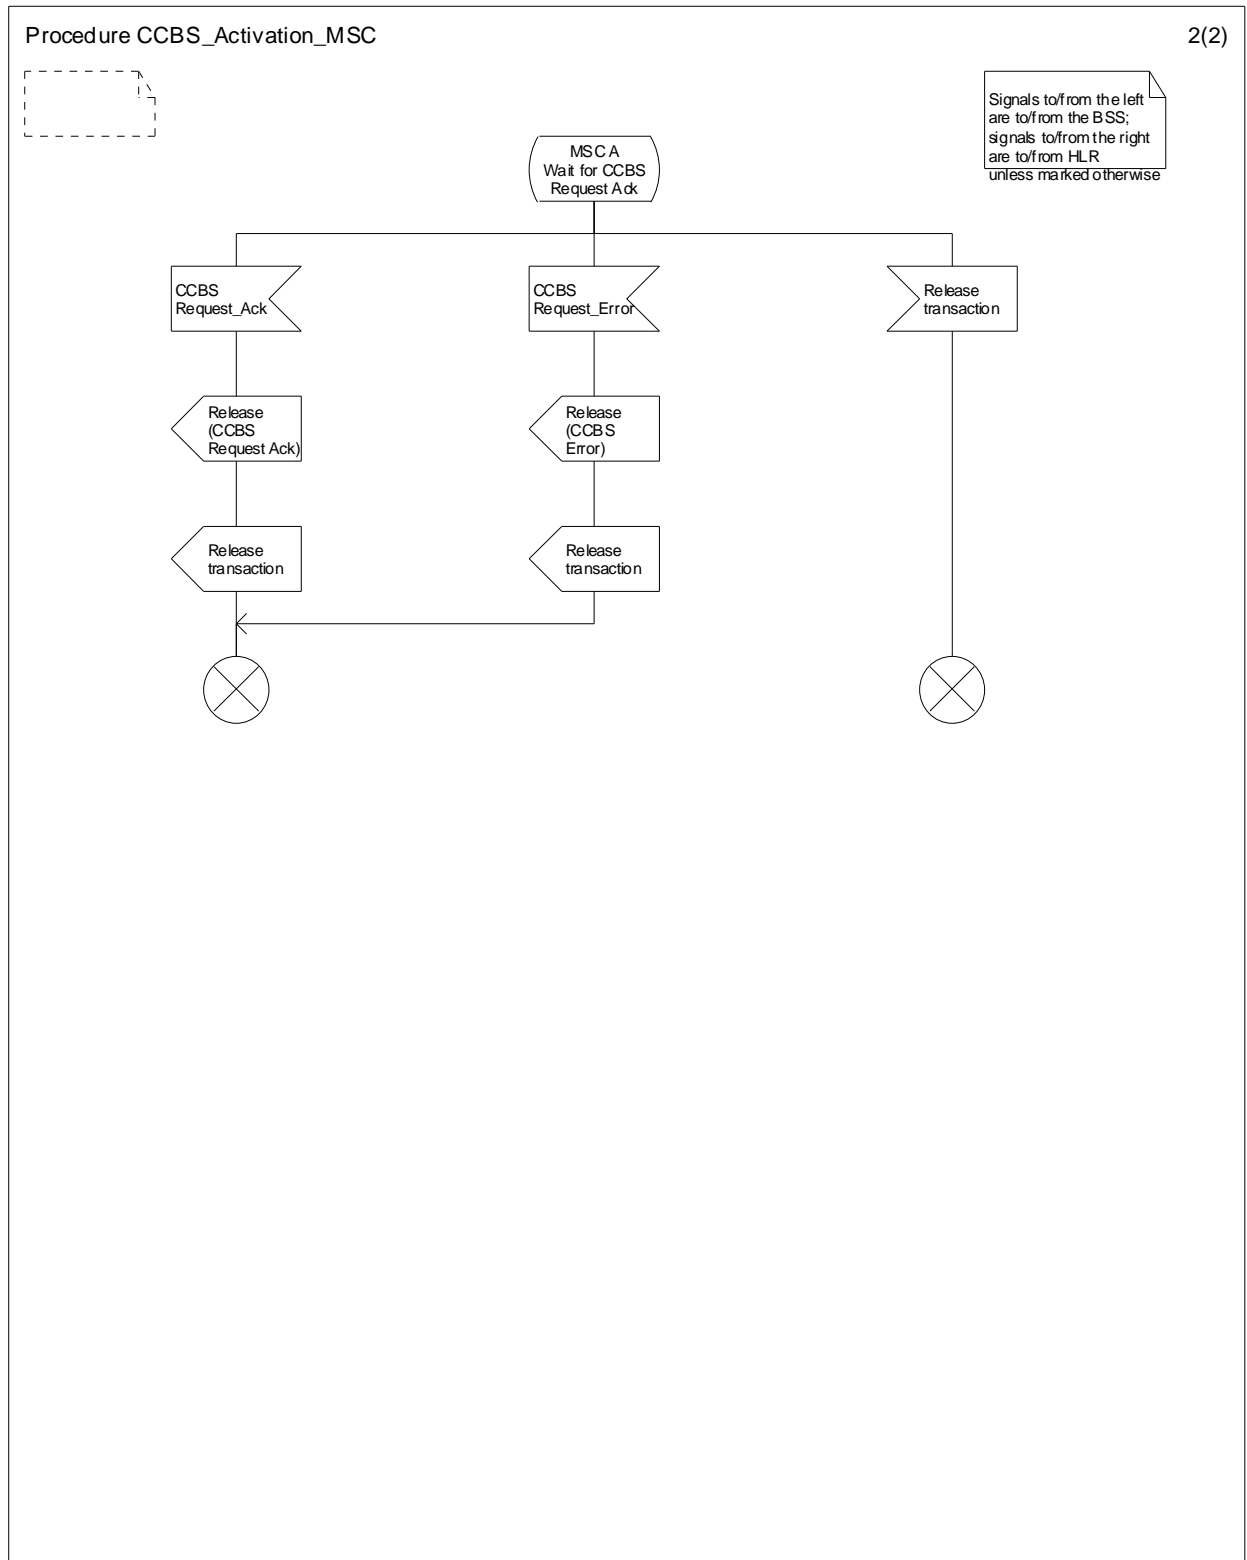 Procedure CCBS_Activation_MSC
2(2)
Signals to/from the left
are to/from the BSS;
signals to/from the right
are to/from HLR
unless marked otherwise
MSC A
Wait for CCBS
Request Ack
CCBS
Request_Ack
CCBS
Request_Error
Release
transaction
Release
(CCBS
Request Ack)
Release
(CCBS
Error)
Release
transaction
Release
transaction